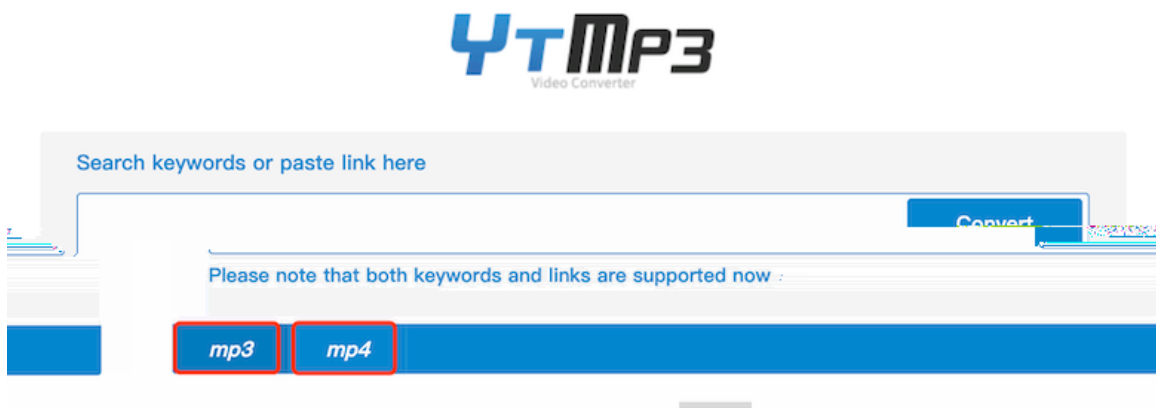 YTMP3
Video Converter
Search keywords or paste link here
Convert
Please note that both keywords and links are supported now
mp3
mp4